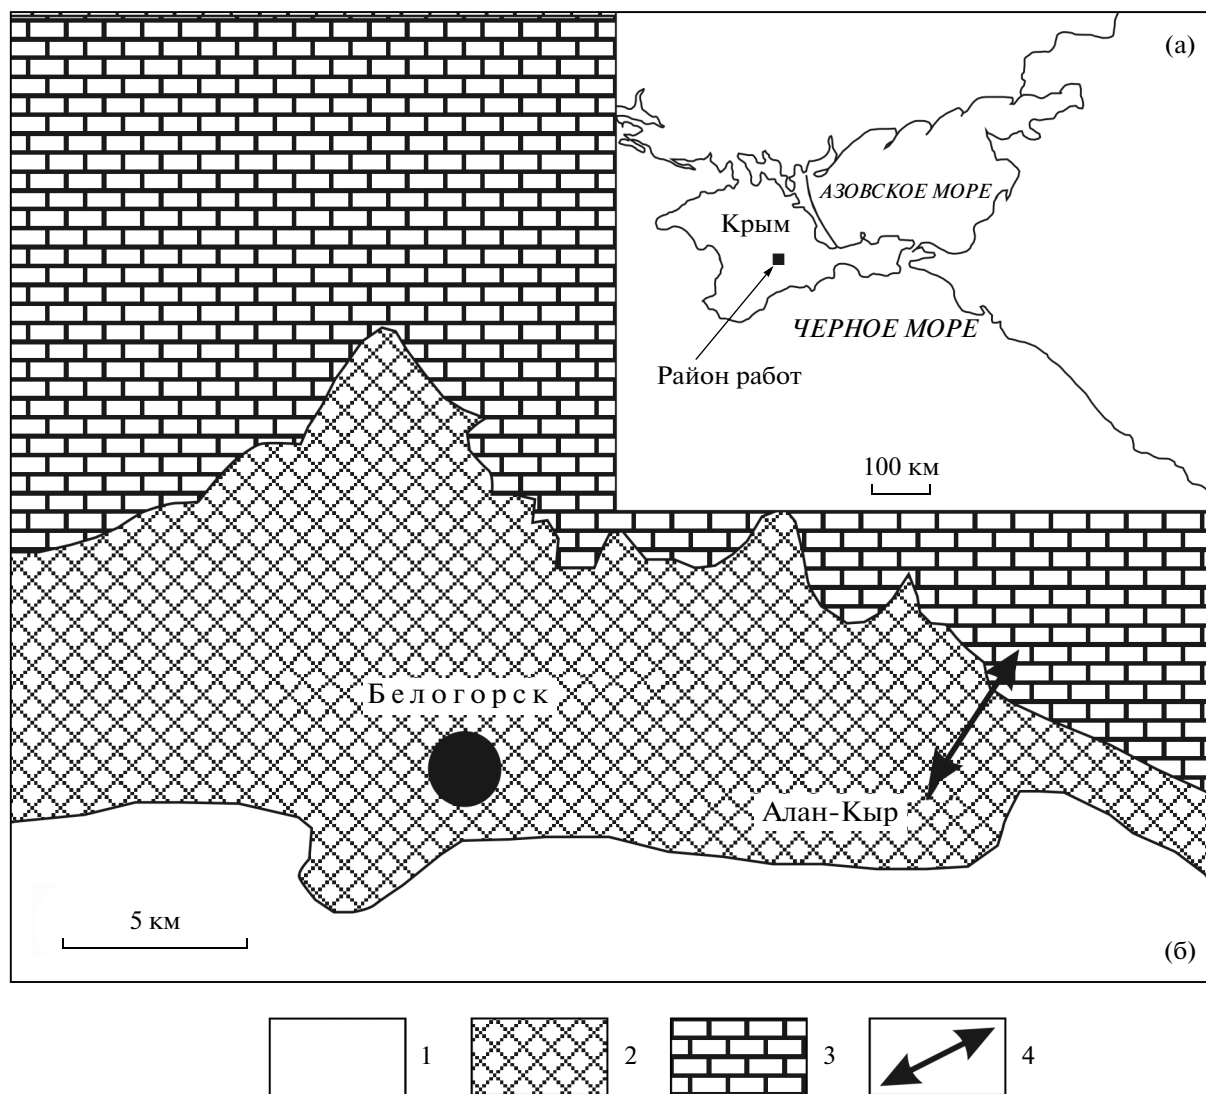 (а)
АЗОВСКОЕ МОРЕ
Крым
ЧЕРНОЕ МОРЕ
Район работ
100 км
Белогорск
Алан-Кыр
5 км
(б)
1
2
3
4